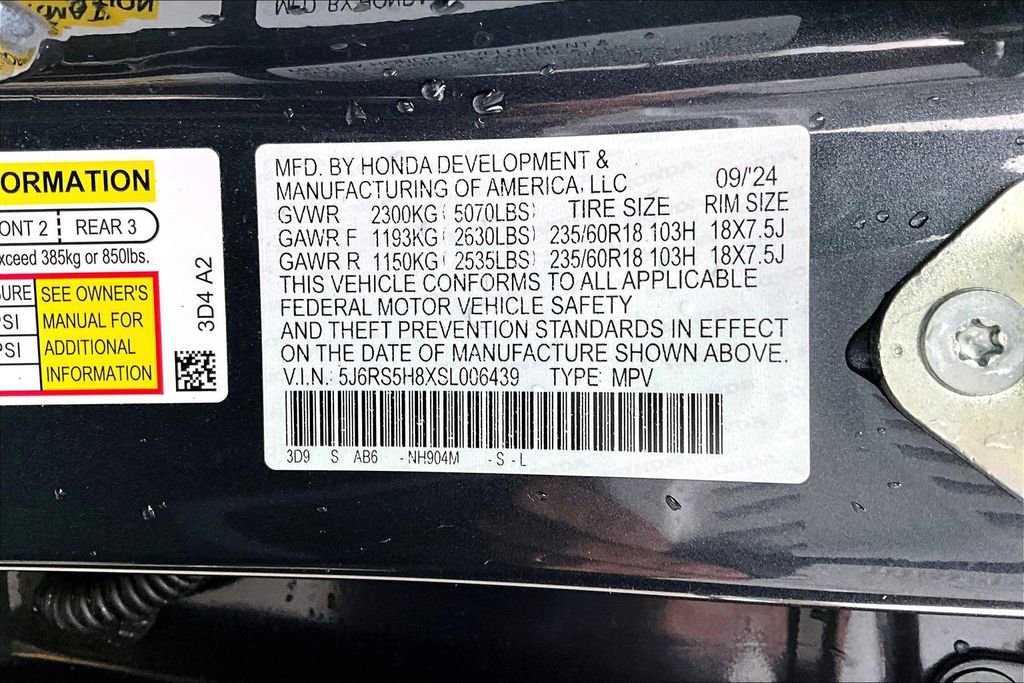 ORMATION
ONT 2 REAR 3
xceed 385kg or 850lbs.
SURE
PSI
PSI
SEE OWNER'S
MANUAL FOR
ADDITIONAL
INFORMATION
3D4 A2
MFD. BY HONDA DEVELOPMENT &
MANUFACTURING OF AMERICA, LLC 09/'24
GVWR 2300KG (5070LBS) TIRE SIZE RIM SIZE
GAWR F 1193KG (2630LBS) 235/60R18 103H 18X7.5J
GAWR R 1150KG (2535LBS) 235/60R18 103H 18X7.5J
THIS VEHICLE CONFORMS TO ALL APPLICABLE
FEDERAL MOTOR VEHICLE SAFETY
AND THEFT PREVENTION STANDARDS IN EFFECT
ON THE DATE OF MANUFACTURE SHOWN ABOVE.
V.I.N.: 5J6RS5H8XSL006439 TYPE: MPV
3D9 S AB6 -NH904M -S-L